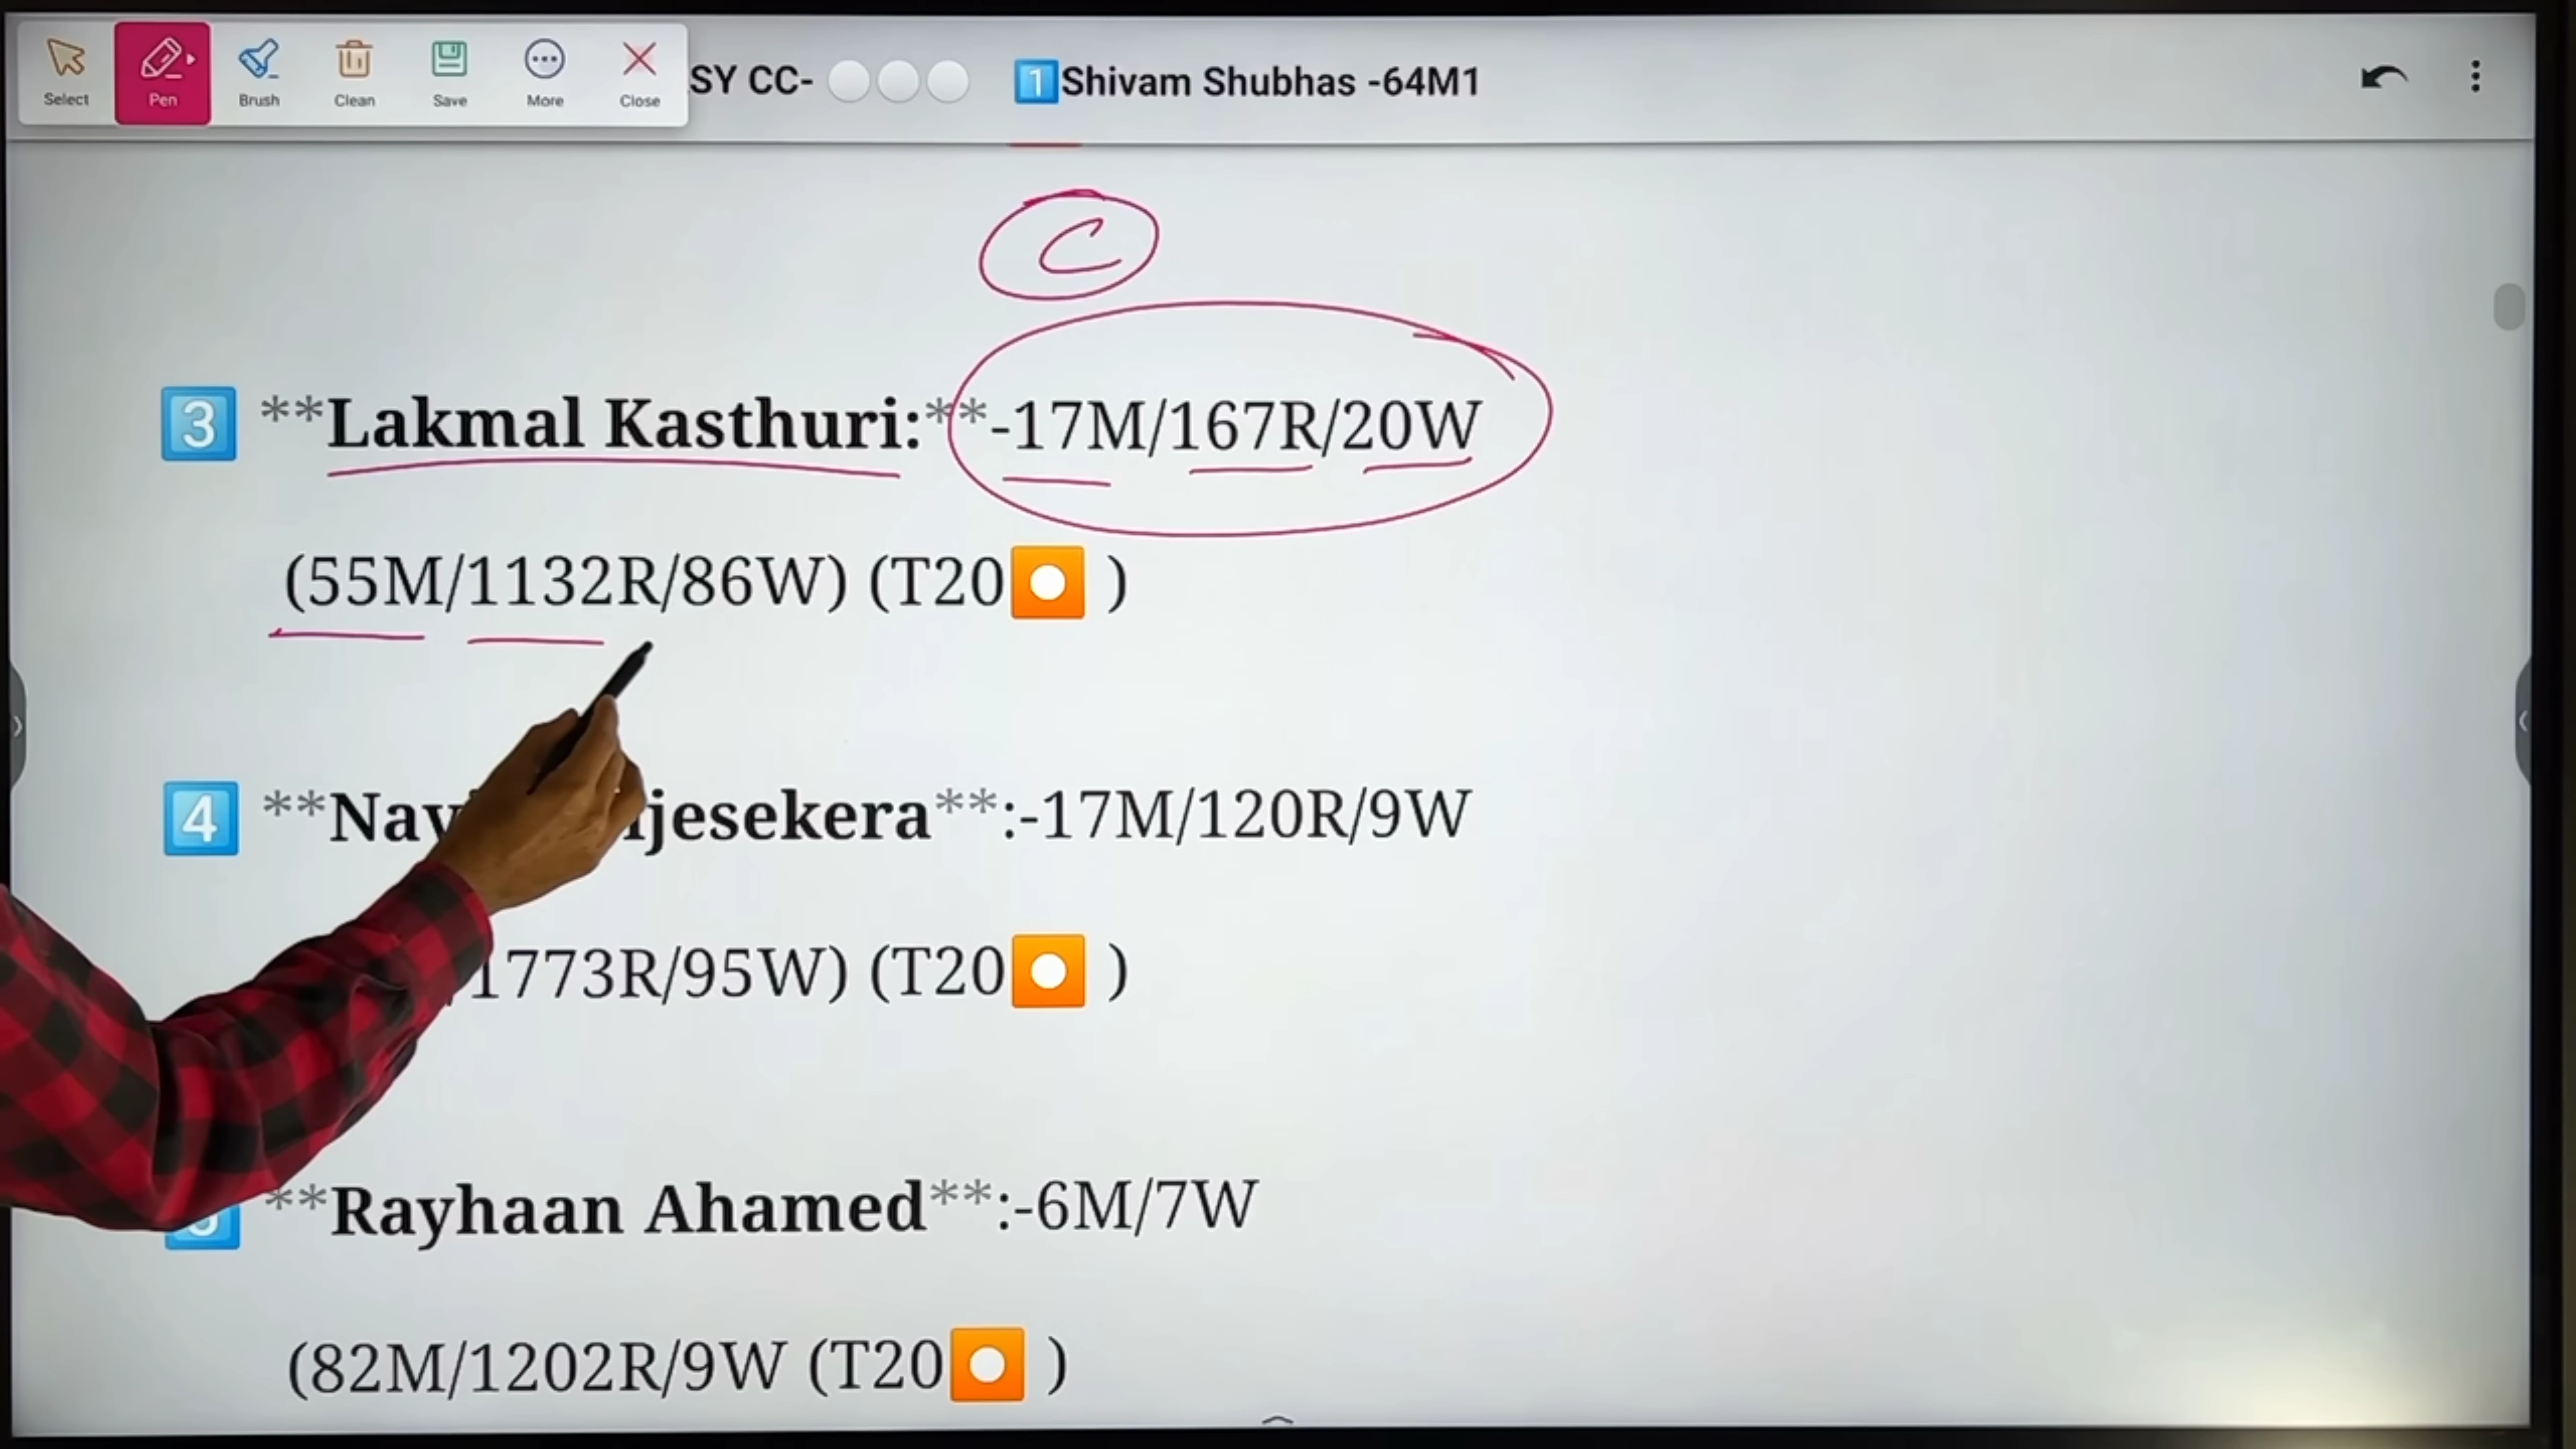 Select Pen Brush Clean Save More Close SY CC- 1 Shivam Shubhas -64M1
C
3 **Lakmal Kasthuri:**-17M/167R/20W
(55M/1132R/86W) (T20 )
4 **Nav jesekera**:-17M/120R/9W
1773R/95W) (T20 )
**Rayhaan Ahamed**:-6M/7W
(82M/1202R/9W (T20 )